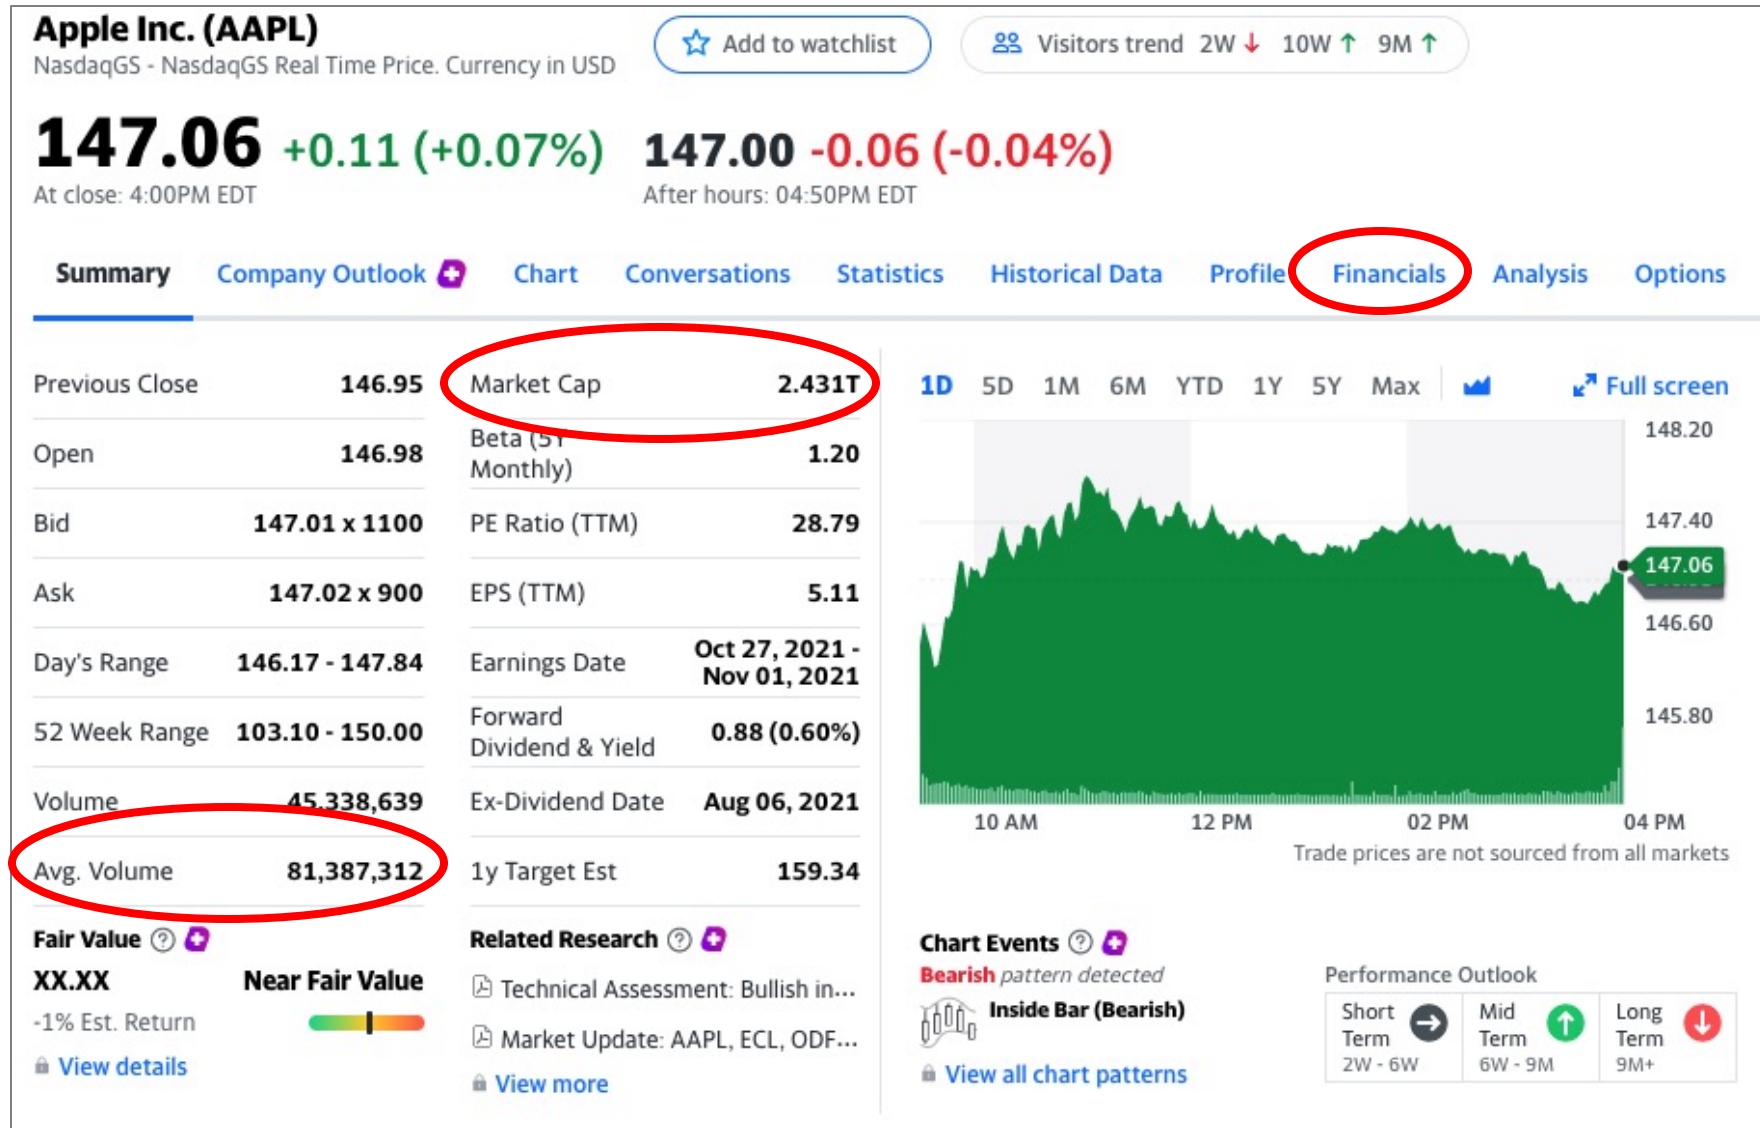 Apple Inc. (AAPL)
NasdaqGS - NasdaqGS Real Time Price. Currency in USD
Add to watchlist
Visitors trend 2W 10W 9M
147.06 +0.11 (+0.07%)
At close: 4:00PM EDT
147.00 -0.06 (-0.04%)
After hours: 04:50PM EDT
Summary Company Outlook Chart Conversations Statistics Historical Data Profile Financials Analysis Options
Previous Close 146.95
Open 146.98
Bid 147.01 x 1100
Ask 147.02 x 900
Day's Range 146.17 - 147.84
52 Week Range 103.10 - 150.00
Volume 45,338,639
Avg. Volume 81,387,312
Market Cap 2.431T
Beta (5Y
Monthly) 1.20
PE Ratio (TTM) 28.79
EPS (TTM) 5.11
Earnings Date Oct 27, 2021 -
Nov 01, 2021
Forward
Dividend & Yield 0.88 (0.60%)
Ex-Dividend Date Aug 06, 2021
1y Target Est 159.34
1D 5D 1M 6M YTD 1Y 5Y Max Full screen
148.20
147.40
147.06
146.60
145.80
10 AM 12 PM 02 PM 04 PM
Trade prices are not sourced from all markets
Fair Value
XX.XX Near Fair Value
-1% Est. Return
View details
Related Research
Technical Assessment: Bullish in...
Market Update: AAPL, ECL, ODF...
View more
Chart Events
Bearish pattern detected
Inside Bar (Bearish)
View all chart patterns
Performance Outlook
Short
Term
2W - 6W
Mid
Term
6W - 9M
Long
Term
9M+